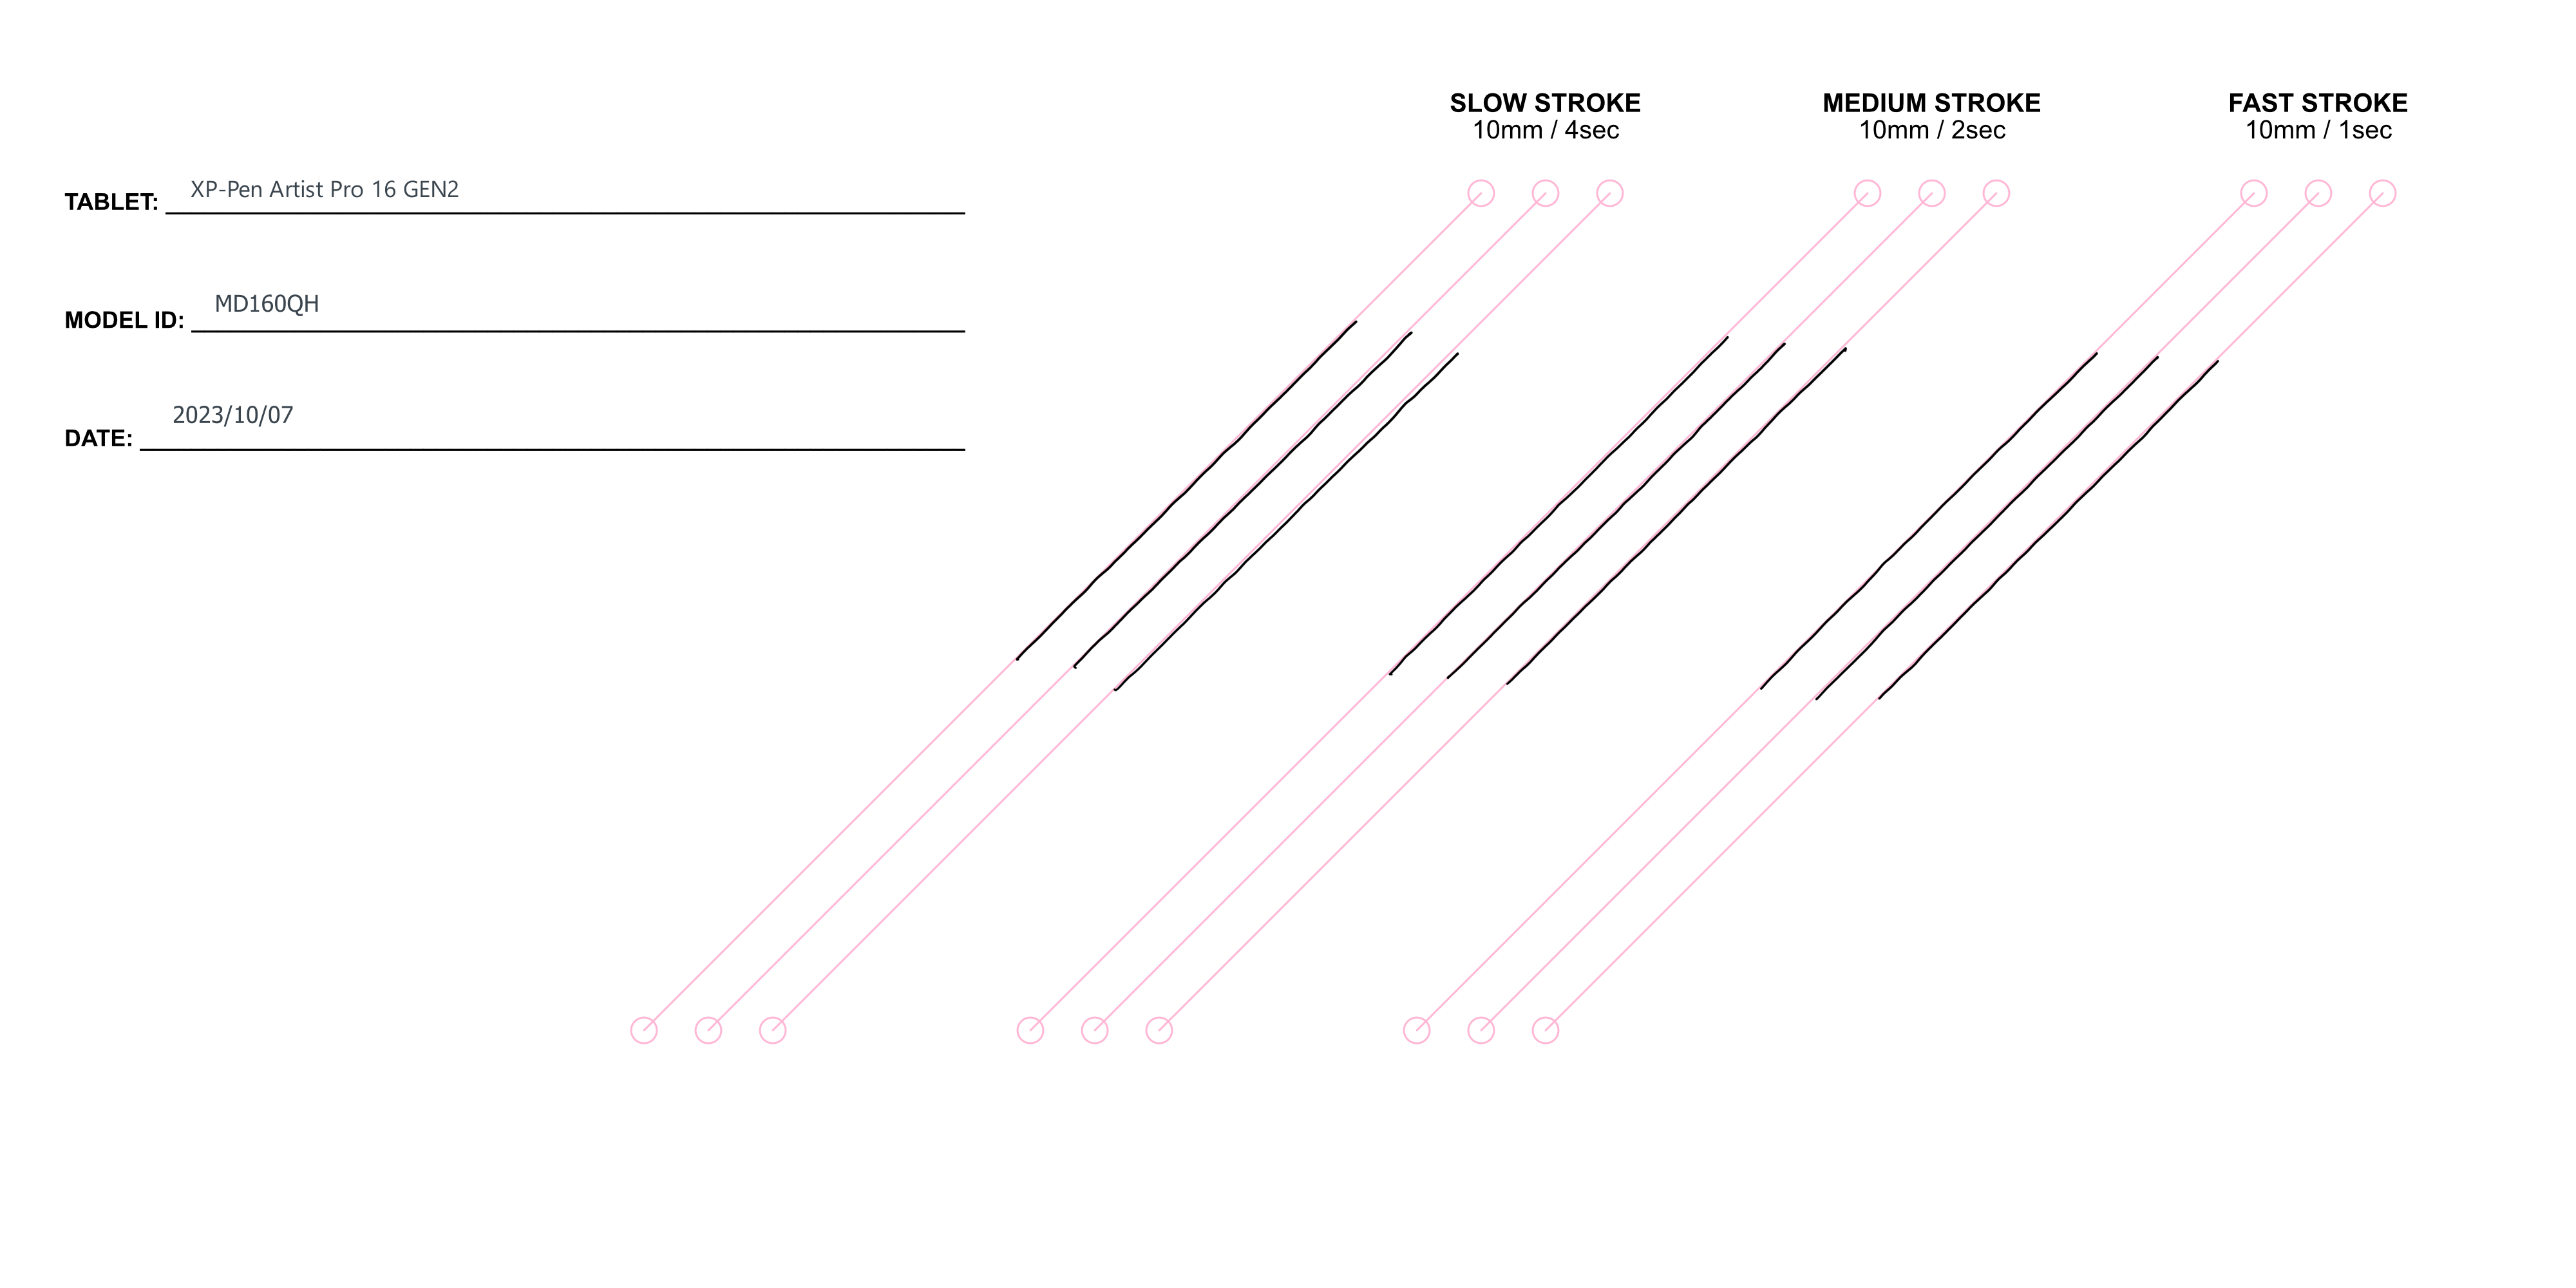 SLOW STROKE
10mm / 4sec
MEDIUM STROKE
10mm / 2sec
FAST STROKE
10mm / 1sec
TABLET: XP-Pen Artist Pro 16 GEN2
MODEL ID: MD160QH
DATE: 2023/10/07